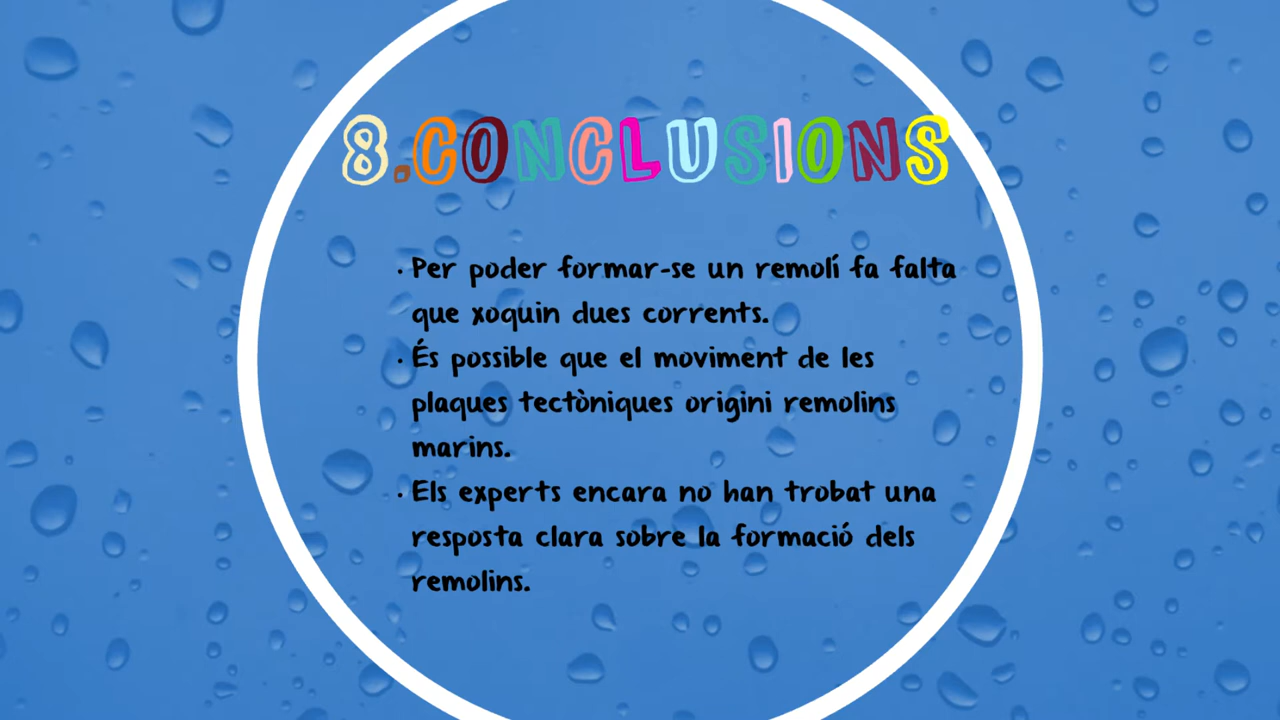 8.CONCLUSIONS
· Per poder formar-se un remolí fa falta
que xoquin dues corrents.
· És possible que el moviment de les
plaques tectòniques origini remolins
marins.
· Els experts encara no han trobat una
resposta clara sobre la formació dels
remolins.